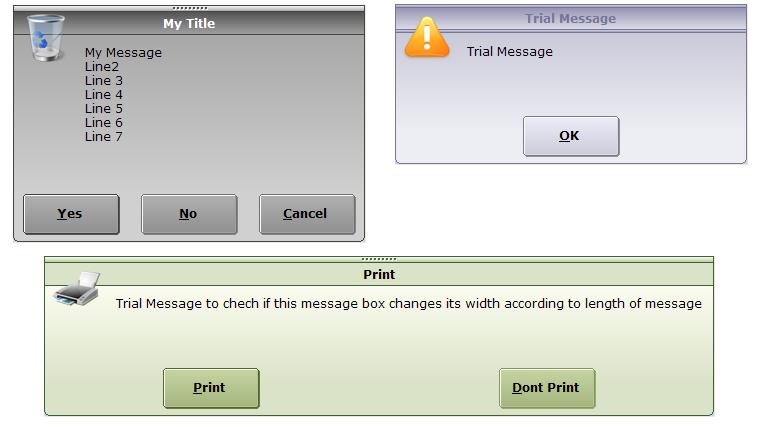 My Title
My Message
Line2
Line 3
Line 4
Line 5
Line 6
Line 7
Yes
No
Cancel
Trial Message
Trial Message
OK
Print
Trial Message to chech if this message box changes its width according to length of message
Print
Dont Print